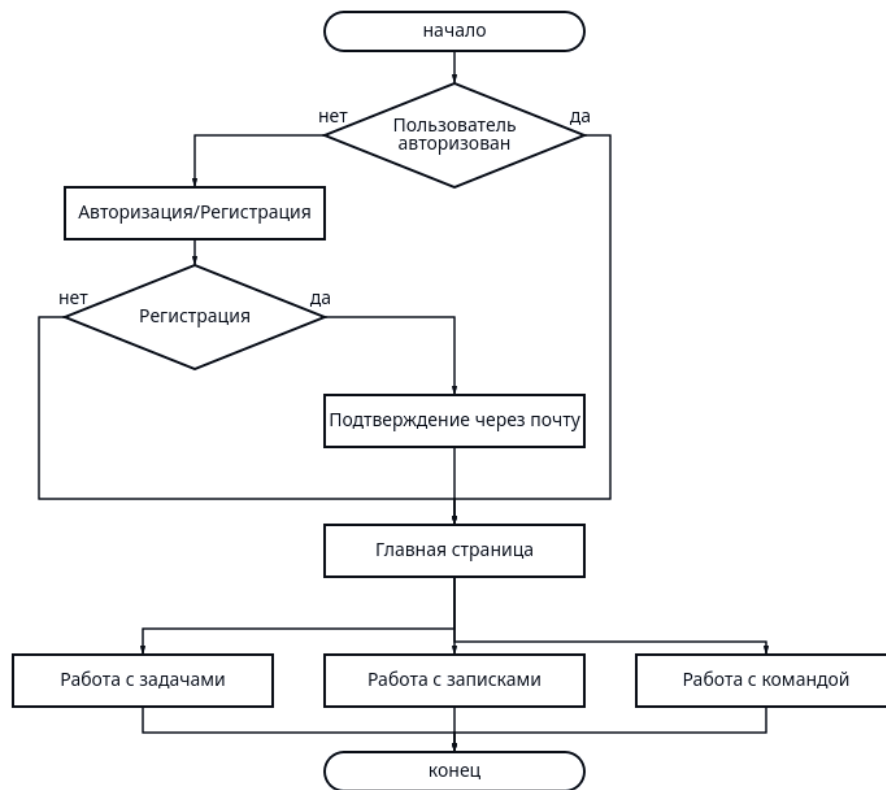 начало
нет
да
Пользователь
авторизован
Авторизация/Регистрация
нет
да
Регистрация
Подтверждение через почту
Главная страница
Работа с задачами
Работа с записками
Работа с командой
конец